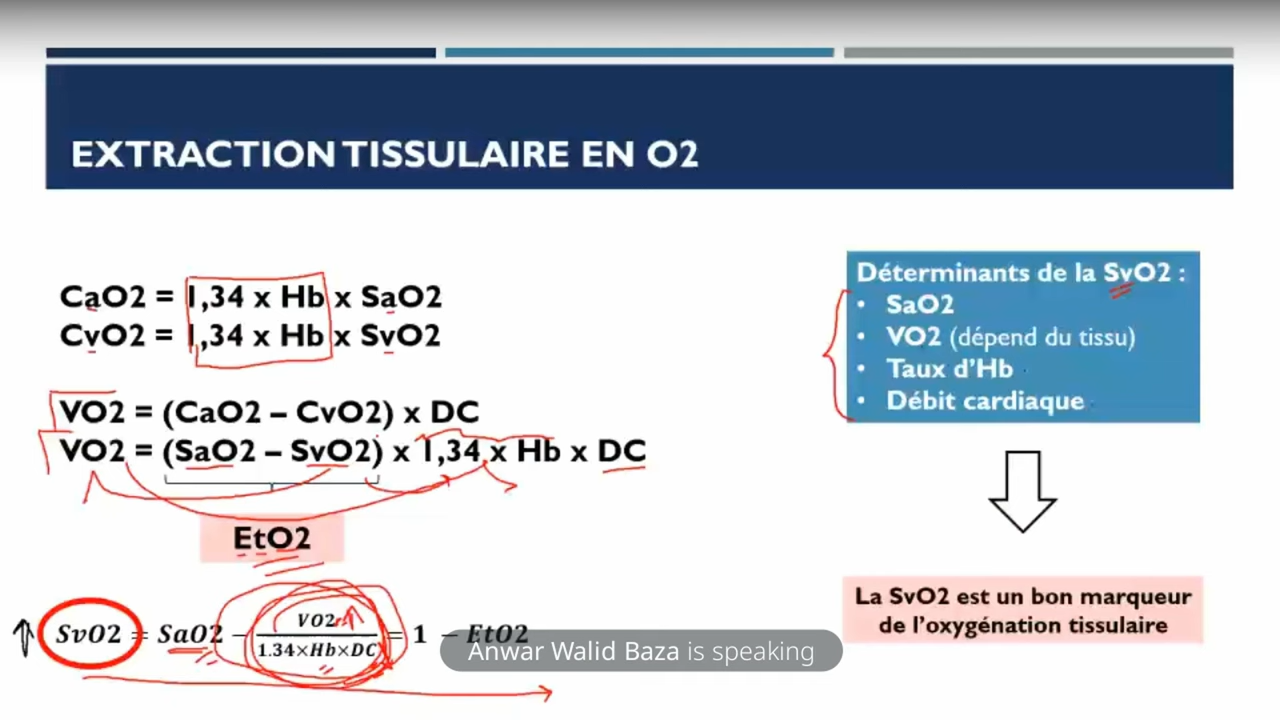 EXTRACTION TISSULAIRE EN O2
CaO2 = 1,34 x Hb x SaO2
CvO2 = 1,34 x Hb x SvO2
VO2 = (CaO2 – CvO2) x DC
VO2 = (SaO2 – SvO2) x 1,34 x Hb x DC
EtO2
SvO2 = SaO2 − VO2 / 1.34×Hb×DC = 1 − EtO2
Déterminants de la SvO2 :
• SaO2
• VO2 (dépend du tissu)
• Taux d'Hb
• Débit cardiaque
La SvO2 est un bon marqueur
de l'oxygénation tissulaire
Anwar Walid Baza is speaking